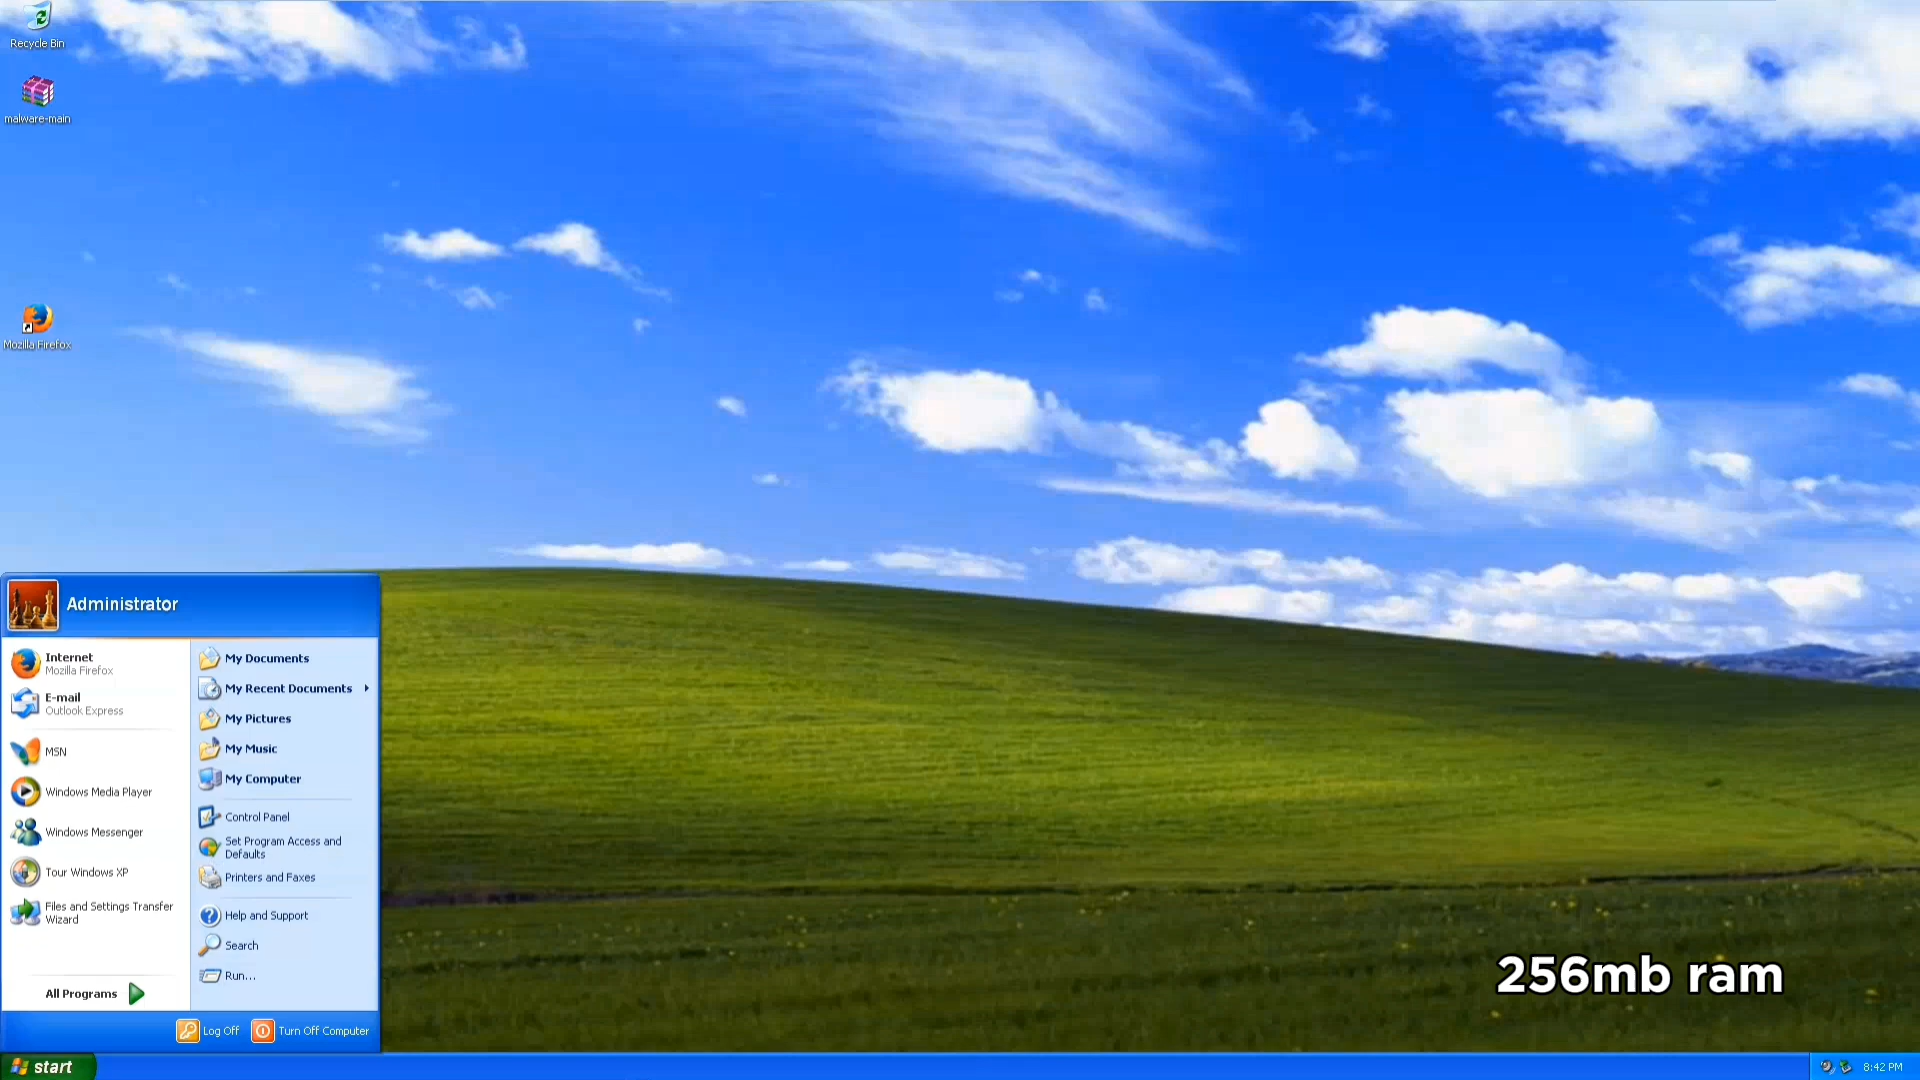 Recycle Bin
malware-main
Mozilla Firefox
Administrator
Internet
Mozilla Firefox
E-mail
Outlook Express
MSN
Windows Media Player
Windows Messenger
Tour Windows XP
Files and Settings Transfer
Wizard
All Programs
My Documents
My Recent Documents
My Pictures
My Music
My Computer
Control Panel
Set Program Access and
Defaults
Printers and Faxes
Help and Support
Search
Run...
Log Off
Turn Off Computer
256mb ram
start
8:42 PM